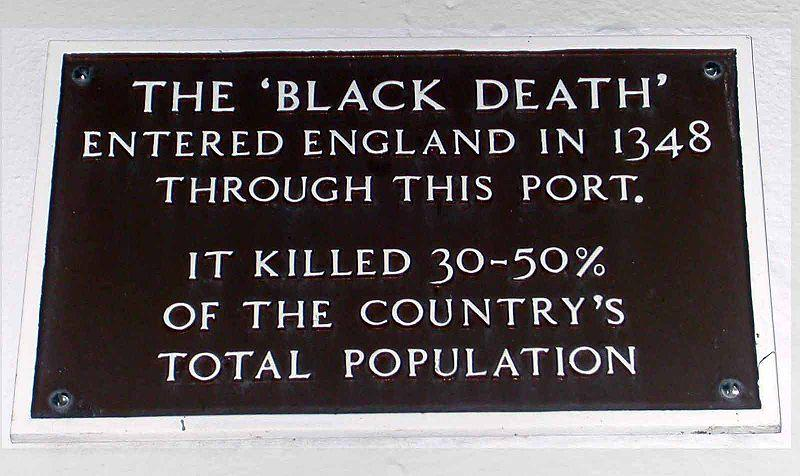 THE ‘BLACK DEATH’
ENTERED ENGLAND IN 1348
THROUGH THIS PORT.
IT KILLED 30-50%
OF THE COUNTRY’S
TOTAL POPULATION